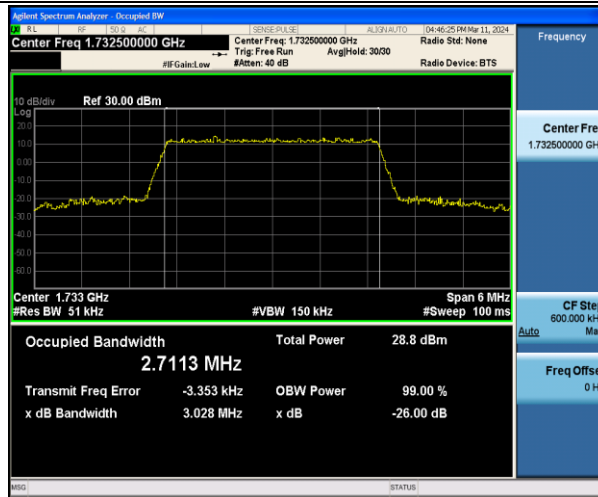 Agilent Spectrum Analyzer - Occupied BW
RL RF 50 Ω AC SENSE:PULSE ALIGNAUTO 04:46:25 PM Mar 11, 2024
Center Freq 1.732500000 GHz
Center Freq: 1.732500000 GHz Radio Std: None
Trig: Free Run Avg|Hold: 30/30
#IFGain:Low #Atten: 40 dB Radio Device: BTS
Frequency
10 dB/div Ref 30.00 dBm
Log
20.0
10.0
0.00
-10.0
-20.0
-30.0
-40.0
-50.0
-60.0
Center Fre
1.732500000 GH
Center 1.733 GHz Span 6 MHz
#Res BW 51 kHz #VBW 150 kHz #Sweep 100 ms
CF Ste
600.000 kH
Auto Ma
Occupied Bandwidth Total Power 28.8 dBm
2.7113 MHz
Transmit Freq Error -3.353 kHz OBW Power 99.00 %
x dB Bandwidth 3.028 MHz x dB -26.00 dB
Freq Offse
0 H
MSG STATUS